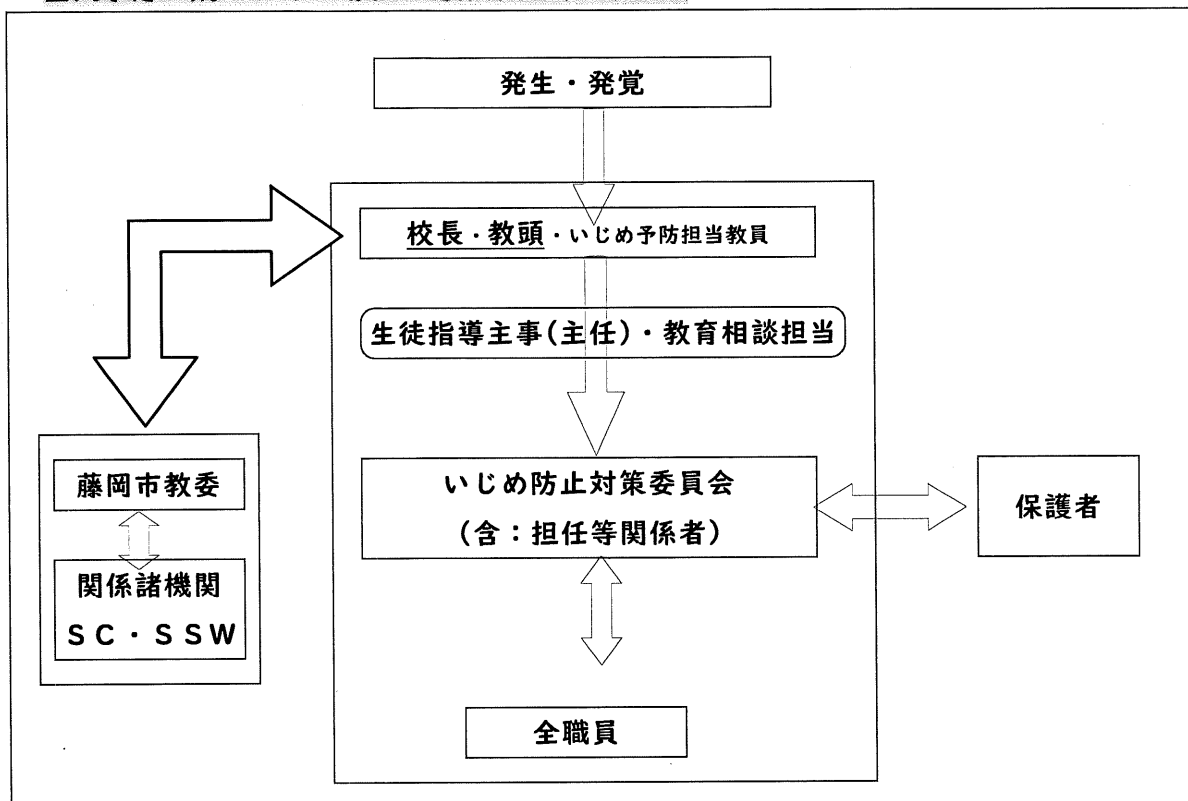 発生・発覚
校長・教頭・いじめ予防担当教員
生徒指導主事(主任)・教育相談担当
藤岡市教委
関係諸機関
ＳＣ・ＳＳＷ
いじめ防止対策委員会
(含：担任等関係者)
保護者
全職員